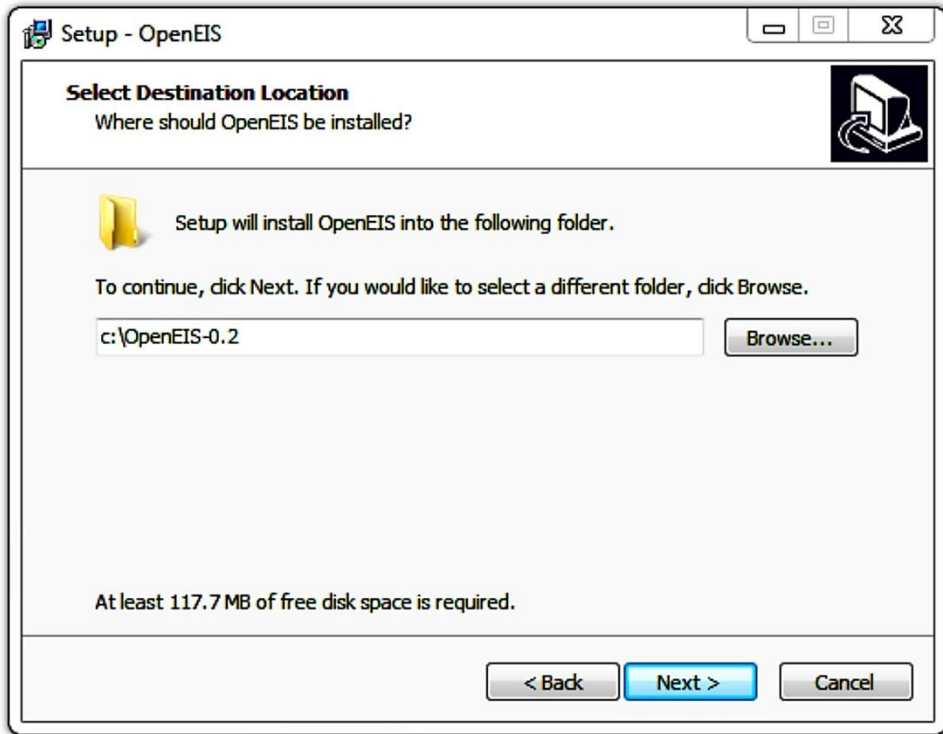 Setup - OpenEIS
Select Destination Location
Where should OpenEIS be installed?
Setup will install OpenEIS into the following folder.
To continue, click Next. If you would like to select a different folder, click Browse.
c:\OpenEIS-0.2
Browse...
At least 117.7 MB of free disk space is required.
< Back
Next >
Cancel